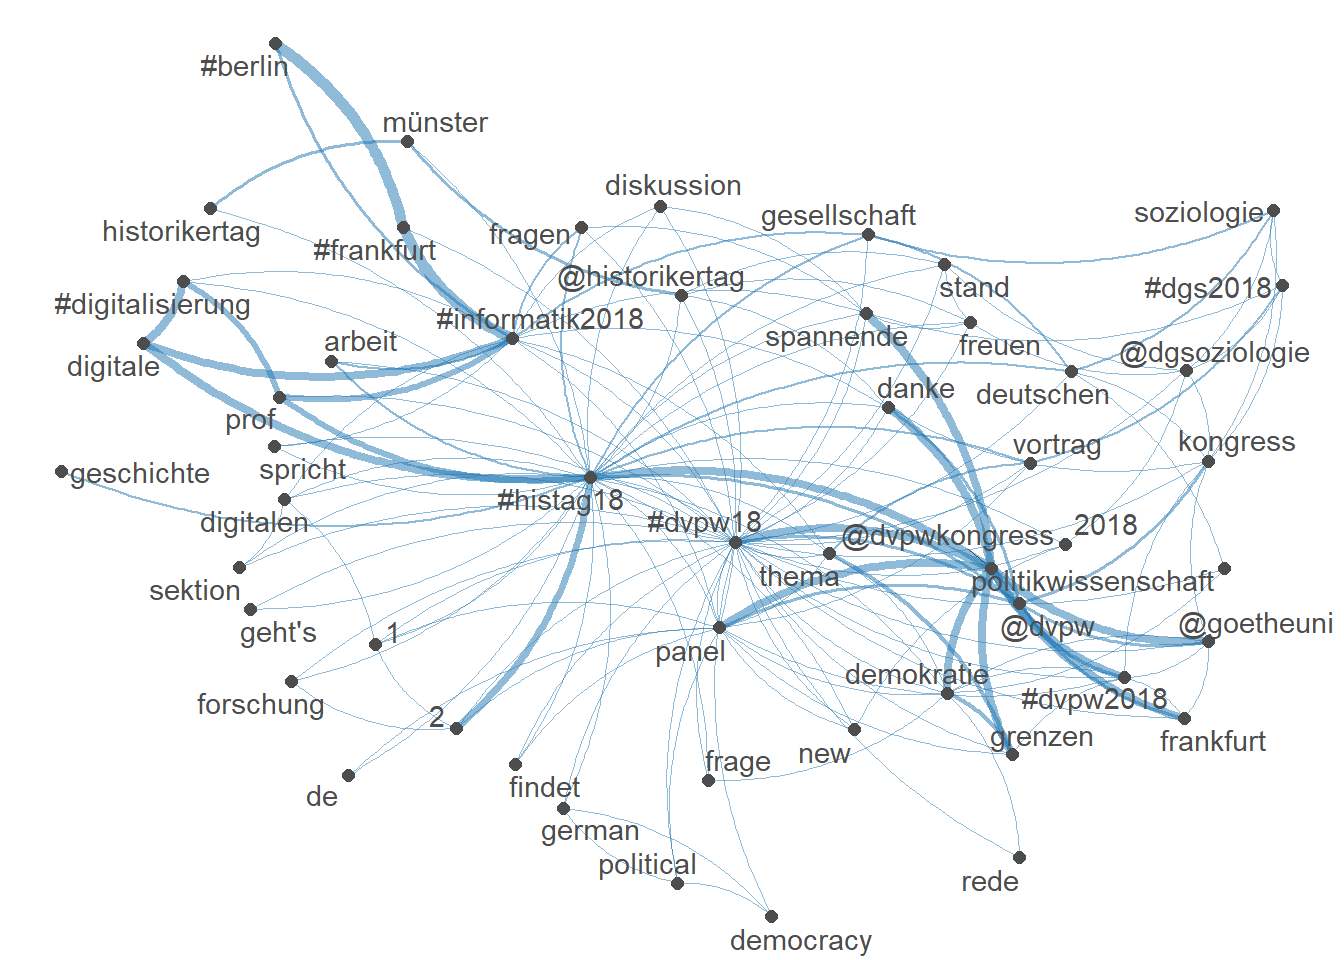 #berlin
münster
diskussion
gesellschaft
soziologie
historikertag
#frankfurt
fragen
@historikertag
stand
#dgs2018
#digitalisierung
#informatik2018
spannende
freuen
@dgsoziologie
digitale
arbeit
danke
deutschen
prof
vortrag
kongress
geschichte
spricht
#histag18
#dvpw18
@dvpwkongress
2018
digitalen
thema
politikwissenschaft
sektion
geht's
1
panel
@dvpw
@goetheuni
demokratie
#dvpw2018
forschung
2
new
grenzen
frankfurt
frage
de
findet
german
political
rede
democracy